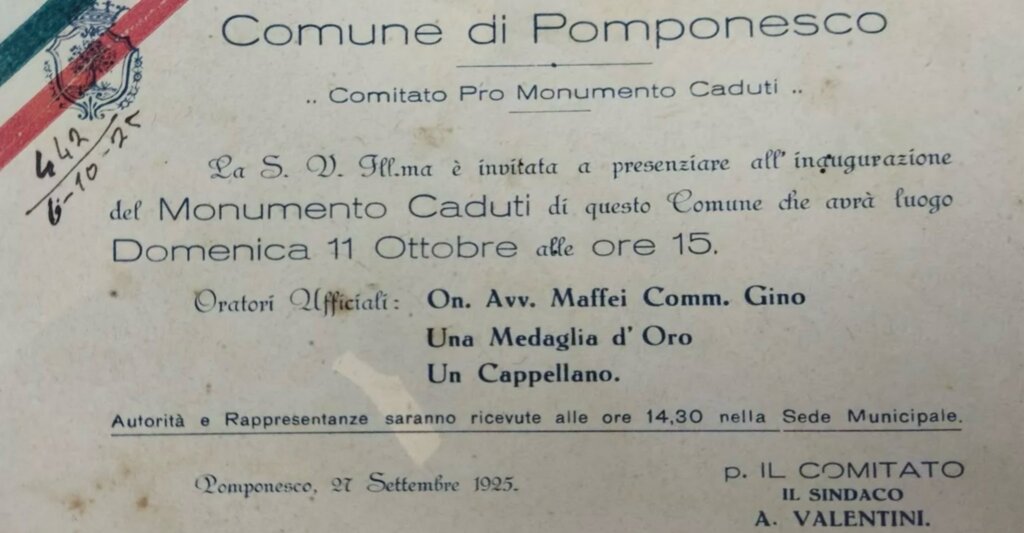 Comune di Pomponesco
.. Comitato Pro Monumento Caduti ..
442
6-10-25
La S. V. Ill.ma è invitata a presenziare all' inaugurazione
del Monumento Caduti di questo Comune che avrà luogo
Domenica 11 Ottobre alle ore 15.
Oratori Ufficiali: On. Avv. Maffei Comm. Gino
Una Medaglia d' Oro
Un Cappellano.
Autorità e Rappresentanze saranno ricevute alle ore 14,30 nella Sede Municipale.
Pomponesco, 27 Settembre 1925.
p. IL COMITATO
IL SINDACO
A. VALENTINI.